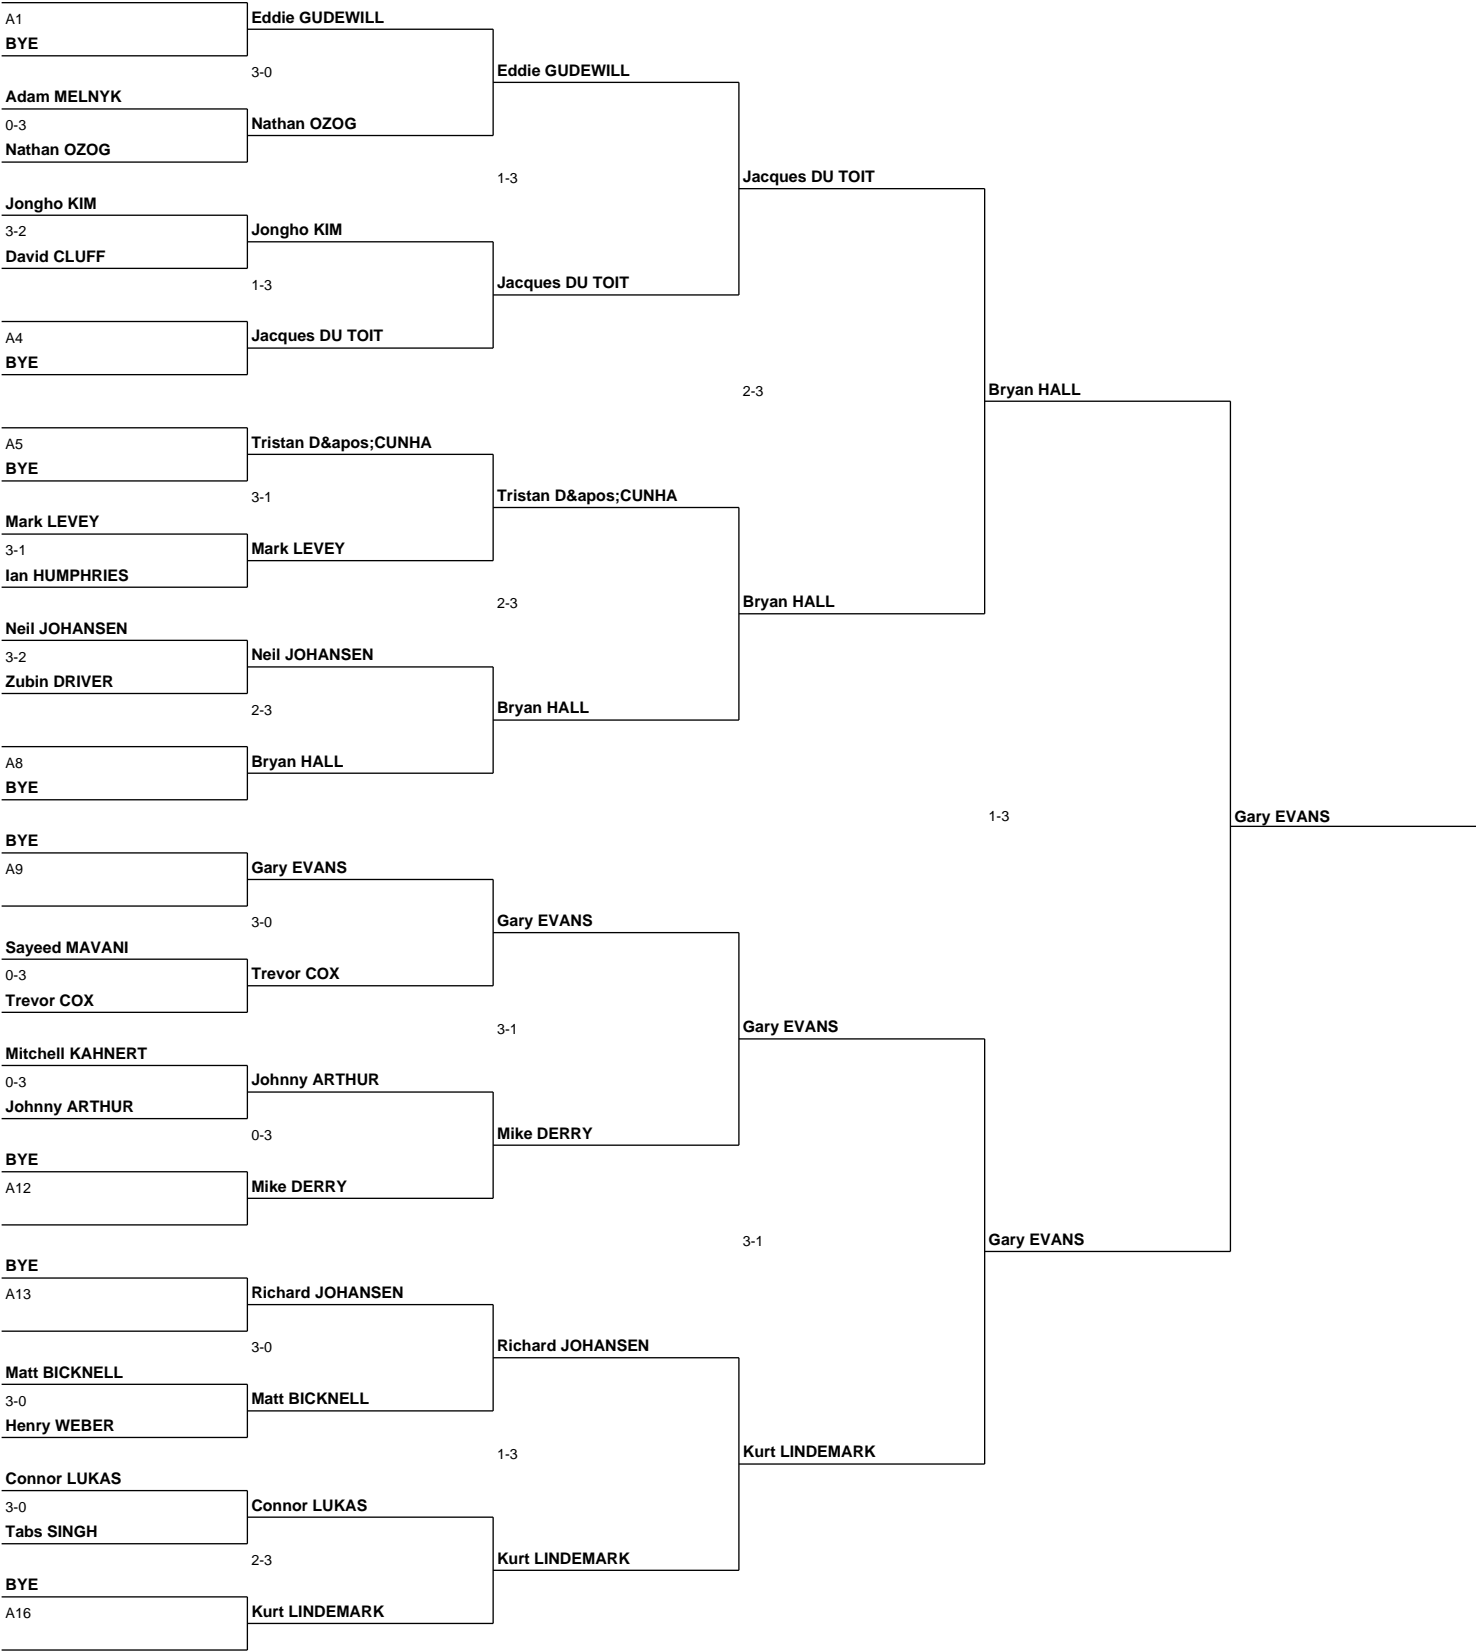 A1
BYE
Eddie GUDEWILL
3-0
Eddie GUDEWILL
Adam MELNYK
0-3
Nathan OZOG
Nathan OZOG
1-3
Jacques DU TOIT
Jongho KIM
3-2
David CLUFF
Jongho KIM
1-3
Jacques DU TOIT
A4
BYE
Jacques DU TOIT
2-3
Bryan HALL
A5
BYE
Tristan D&apos;CUNHA
3-1
Tristan D&apos;CUNHA
Mark LEVEY
3-1
Ian HUMPHRIES
Mark LEVEY
2-3
Bryan HALL
Neil JOHANSEN
3-2
Zubin DRIVER
Neil JOHANSEN
2-3
Bryan HALL
A8
BYE
Bryan HALL
1-3
Gary EVANS
BYE
A9
Gary EVANS
3-0
Gary EVANS
Sayeed MAVANI
0-3
Trevor COX
Trevor COX
3-1
Gary EVANS
Mitchell KAHNERT
0-3
Johnny ARTHUR
Johnny ARTHUR
0-3
Mike DERRY
BYE
A12
Mike DERRY
3-1
Gary EVANS
BYE
A13
Richard JOHANSEN
3-0
Richard JOHANSEN
Matt BICKNELL
3-0
Henry WEBER
Matt BICKNELL
1-3
Kurt LINDEMARK
Connor LUKAS
3-0
Tabs SINGH
Connor LUKAS
2-3
Kurt LINDEMARK
BYE
A16
Kurt LINDEMARK